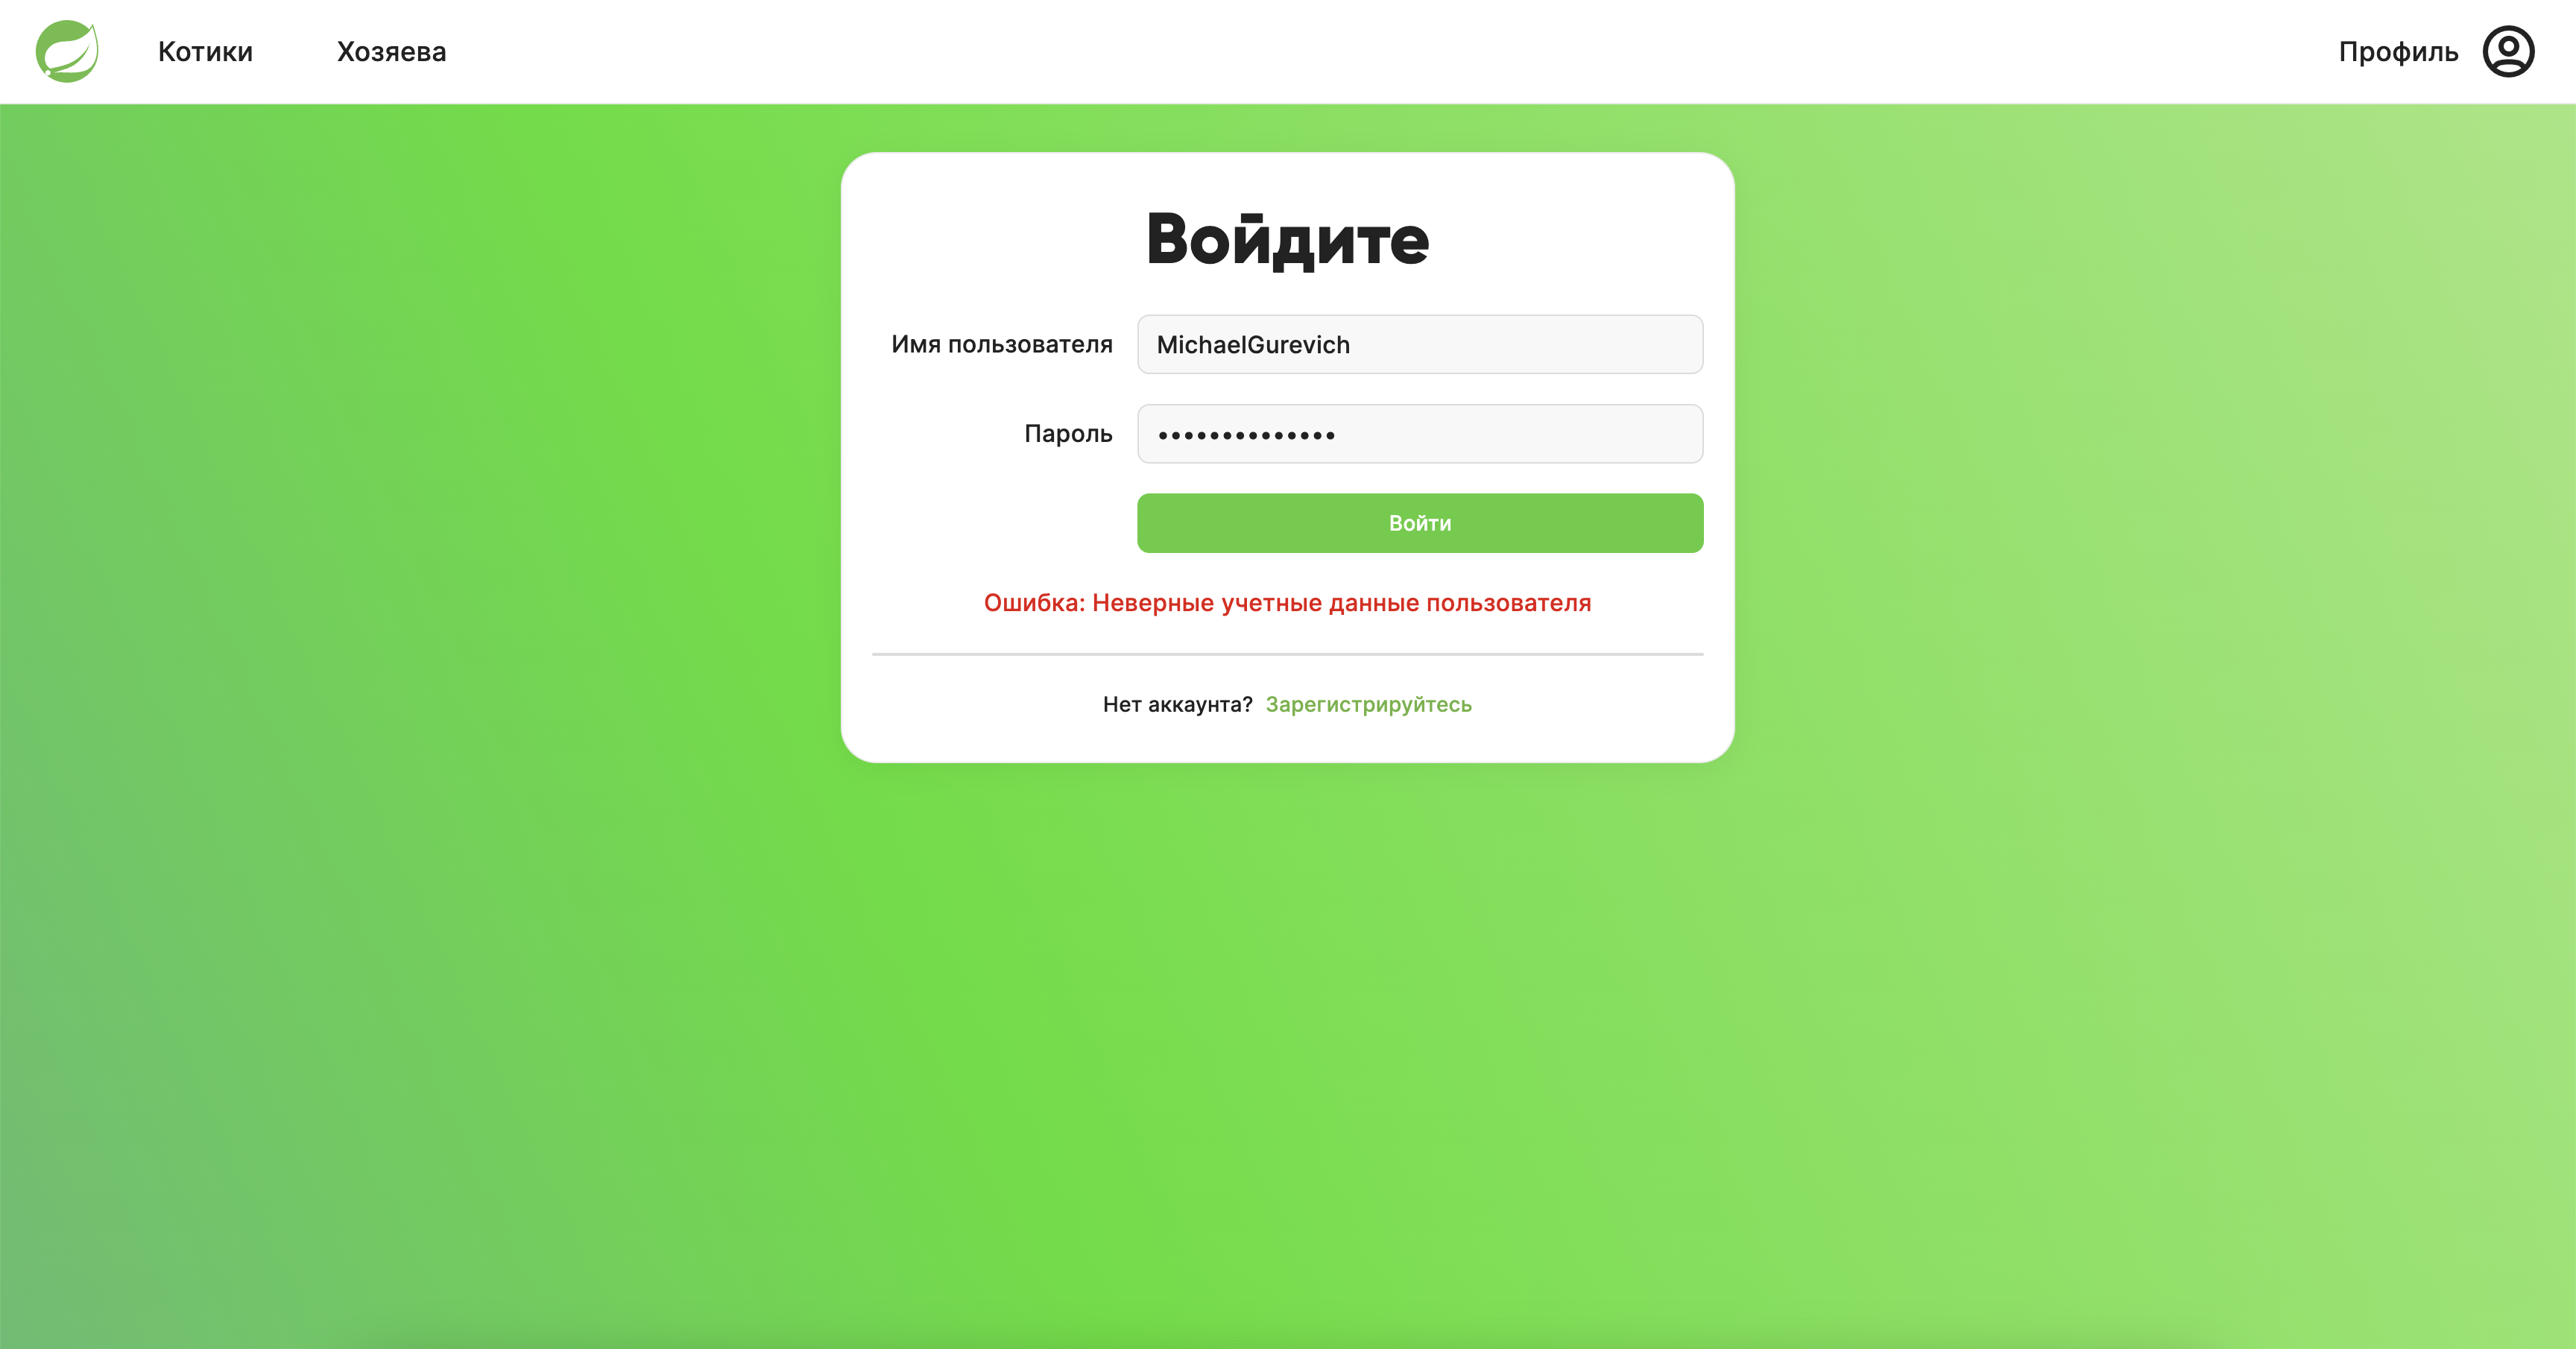 Котики Хозяева Профиль
Войдите
Имя пользователя MichaelGurevich
Пароль ••••••••••••••
Войти
Ошибка: Неверные учетные данные пользователя
Нет аккаунта? Зарегистрируйтесь